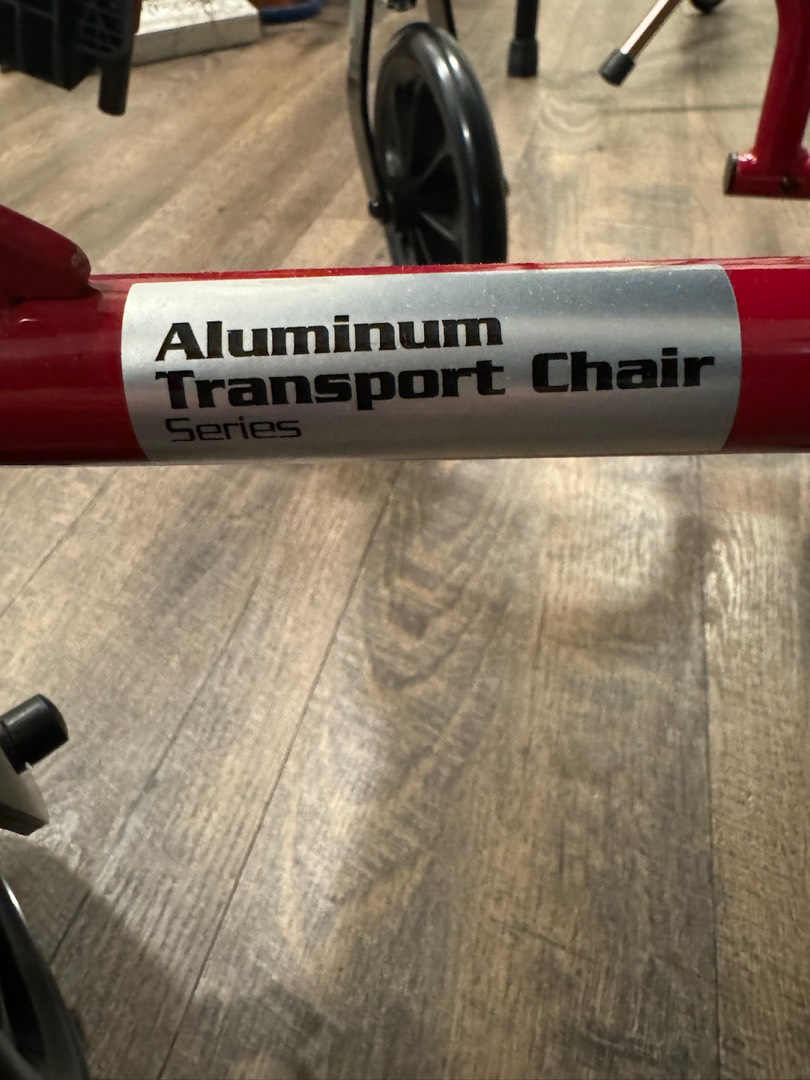 Aluminum
Transport Chair
Series